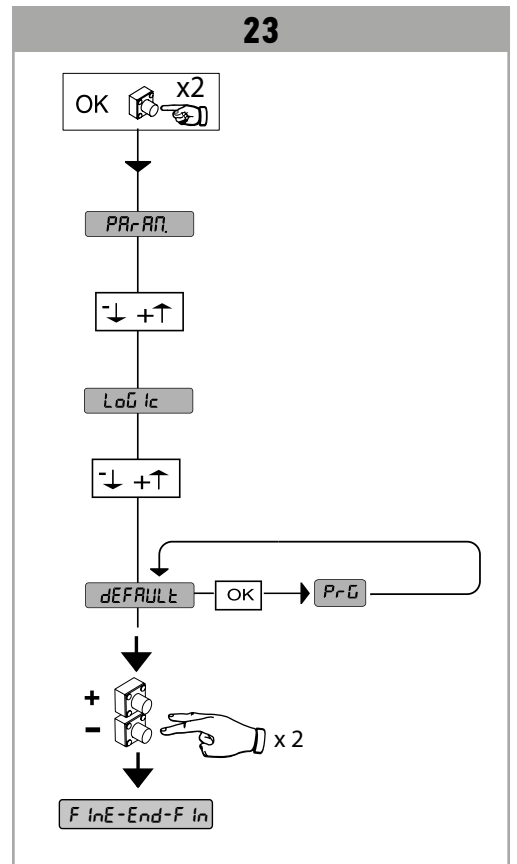 23
OK x2
PArAM.
-↓ +↑
LoGIc
-↓ +↑
dEFAULt OK PrG
+
- x 2
FInE-End-FIn